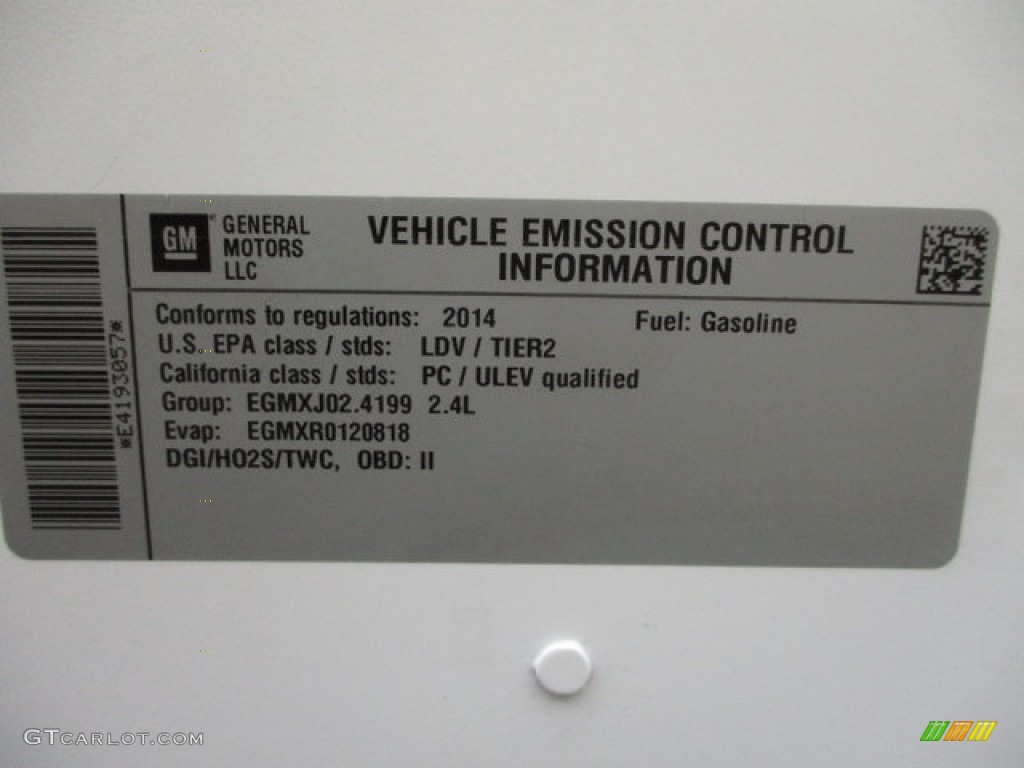 GM GENERAL MOTORS LLC
VEHICLE EMISSION CONTROL
INFORMATION
Conforms to regulations: 2014 Fuel: Gasoline
U.S. EPA class / stds: LDV / TIER2
California class / stds: PC / ULEV qualified
Group: EGMXJ02.4199 2.4L
Evap: EGMXR0120818
DGI/HO2S/TWC, OBD: II
*E4193057*
GTCARLOT.COM